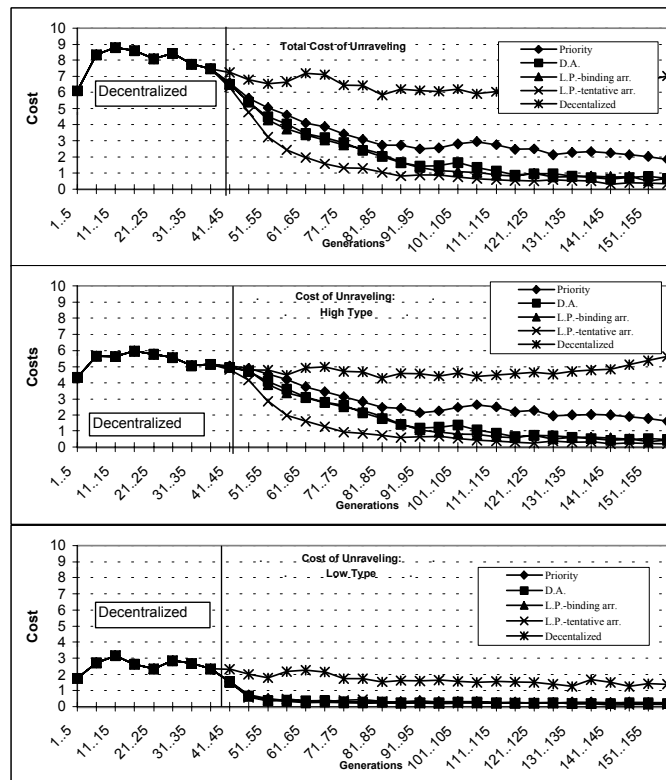 Total Cost of Unraveling
Cost
10
9
8
7
6
5
4
3
2
1
0
Decentralized
Priority
D.A.
L.P.-binding arr.
L.P.-tentative arr.
Decentalized
1..5
11..15
21..25
31..35
41..45
51..55
61..65
71..75
81..85
91..95
101..105
111..115
121..125
131..135
141..145
151..155
Generations
Cost of Unraveling:
High Type
Costs
10
9
8
7
6
5
4
3
2
1
0
Decentralized
Priority
D.A.
L.P.-binding arr.
L.P.-tentative arr.
Decentralized
1..5
11..15
21..25
31..35
41..45
51..55
61..65
71..75
81..85
91..95
101..105
111..115
121..125
131..135
141..145
151..155
Generations
Cost of Unraveling:
Low Type
Cost
10
9
8
7
6
5
4
3
2
1
0
Decentralized
Priority
D.A.
L.P.-binding arr.
L.P.-tentative arr.
Decentralized
1..5
11..15
21..25
31..35
41..45
51..55
61..65
71..75
81..85
91..95
101..105
111..115
121..125
131..135
141..145
151..155
Generations